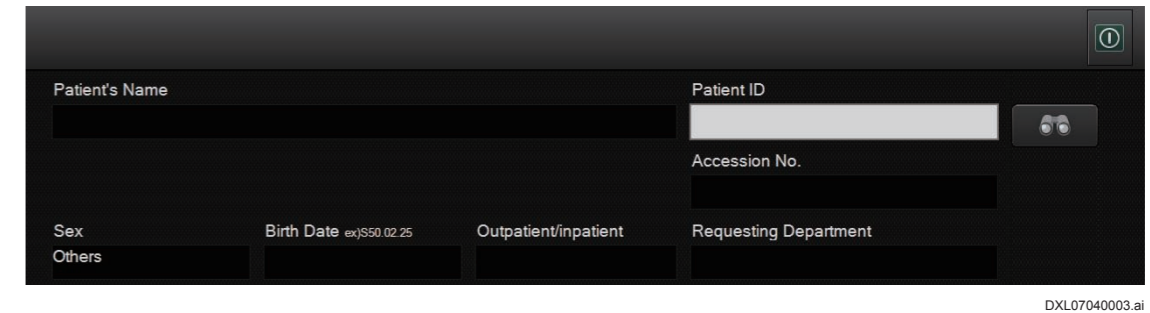 Patient's Name
Patient ID
Accession No.
Sex
Birth Date ex)S50.02.25
Outpatient/inpatient
Requesting Department
Others
DXL07040003.ai